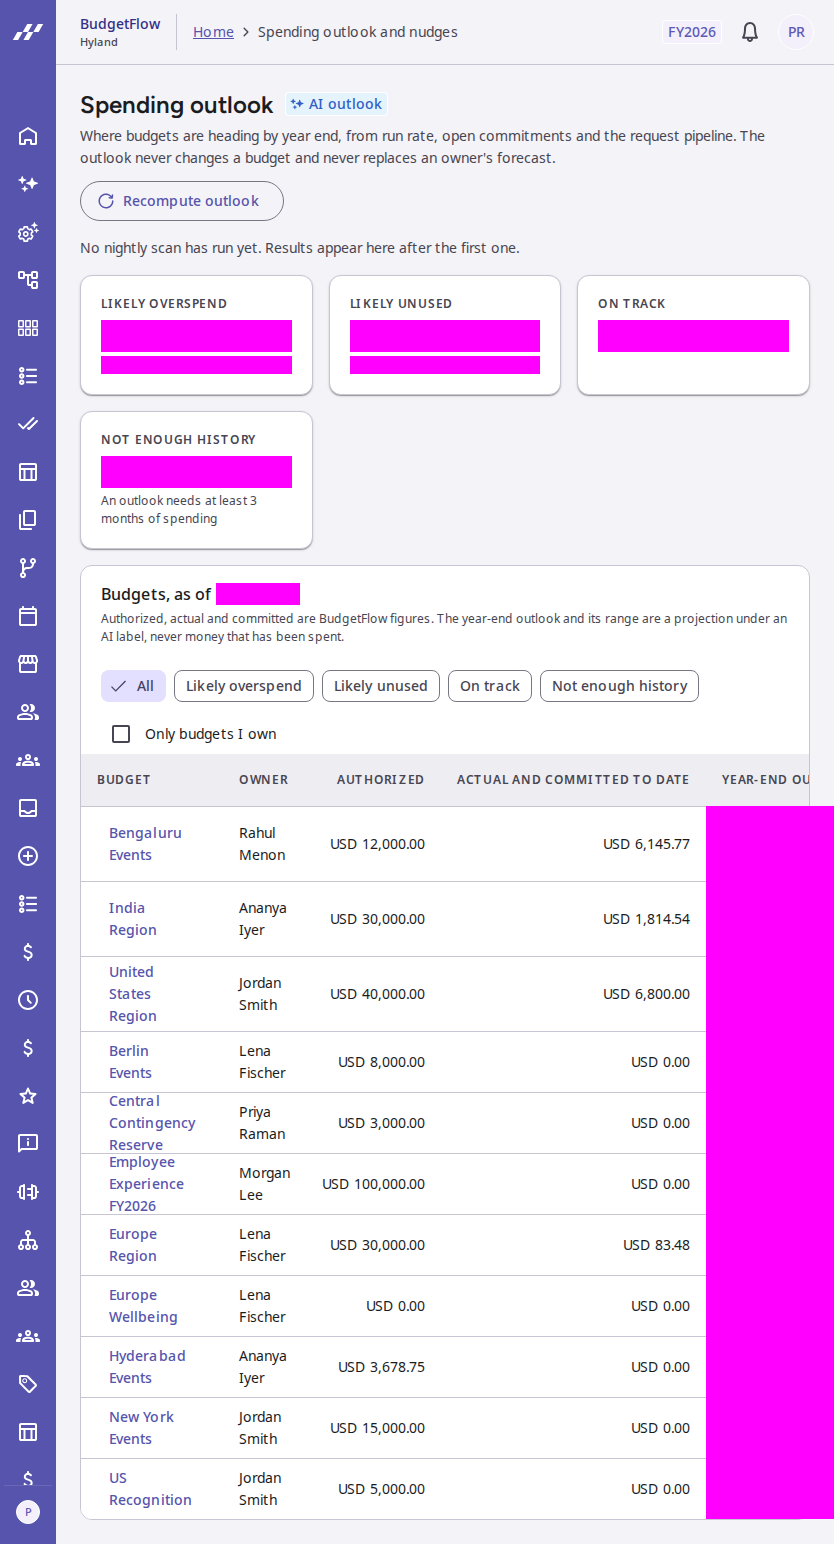 BudgetFlow
Hyland
Home > Spending outlook and nudges
FY2026
PR
Spending outlook
AI outlook
Where budgets are heading by year end, from run rate, open commitments and the request pipeline. The
outlook never changes a budget and never replaces an owner's forecast.
Recompute outlook
No nightly scan has run yet. Results appear here after the first one.
LIKELY OVERSPEND
LIKELY UNUSED
ON TRACK
NOT ENOUGH HISTORY
An outlook needs at least 3
months of spending
Budgets, as of
Authorized, actual and committed are BudgetFlow figures. The year-end outlook and its range are a projection under an
AI label, never money that has been spent.
All
Likely overspend
Likely unused
On track
Not enough history
Only budgets I own
BUDGET OWNER AUTHORIZED ACTUAL AND COMMITTED TO DATE YEAR-END OU
Bengaluru
Events
Rahul
Menon
USD 12,000.00
USD 6,145.77
India
Region
Ananya
Iyer
USD 30,000.00
USD 1,814.54
United
States
Region
Jordan
Smith
USD 40,000.00
USD 6,800.00
Berlin
Events
Lena
Fischer
USD 8,000.00
USD 0.00
Central
Contingency
Reserve
Priya
Raman
USD 3,000.00
USD 0.00
Employee
Experience
FY2026
Morgan
Lee
USD 100,000.00
USD 0.00
Europe
Region
Lena
Fischer
USD 30,000.00
USD 83.48
Europe
Wellbeing
Lena
Fischer
USD 0.00
USD 0.00
Hyderabad
Events
Ananya
Iyer
USD 3,678.75
USD 0.00
New York
Events
Jordan
Smith
USD 15,000.00
USD 0.00
US
Recognition
Jordan
Smith
USD 5,000.00
USD 0.00
P